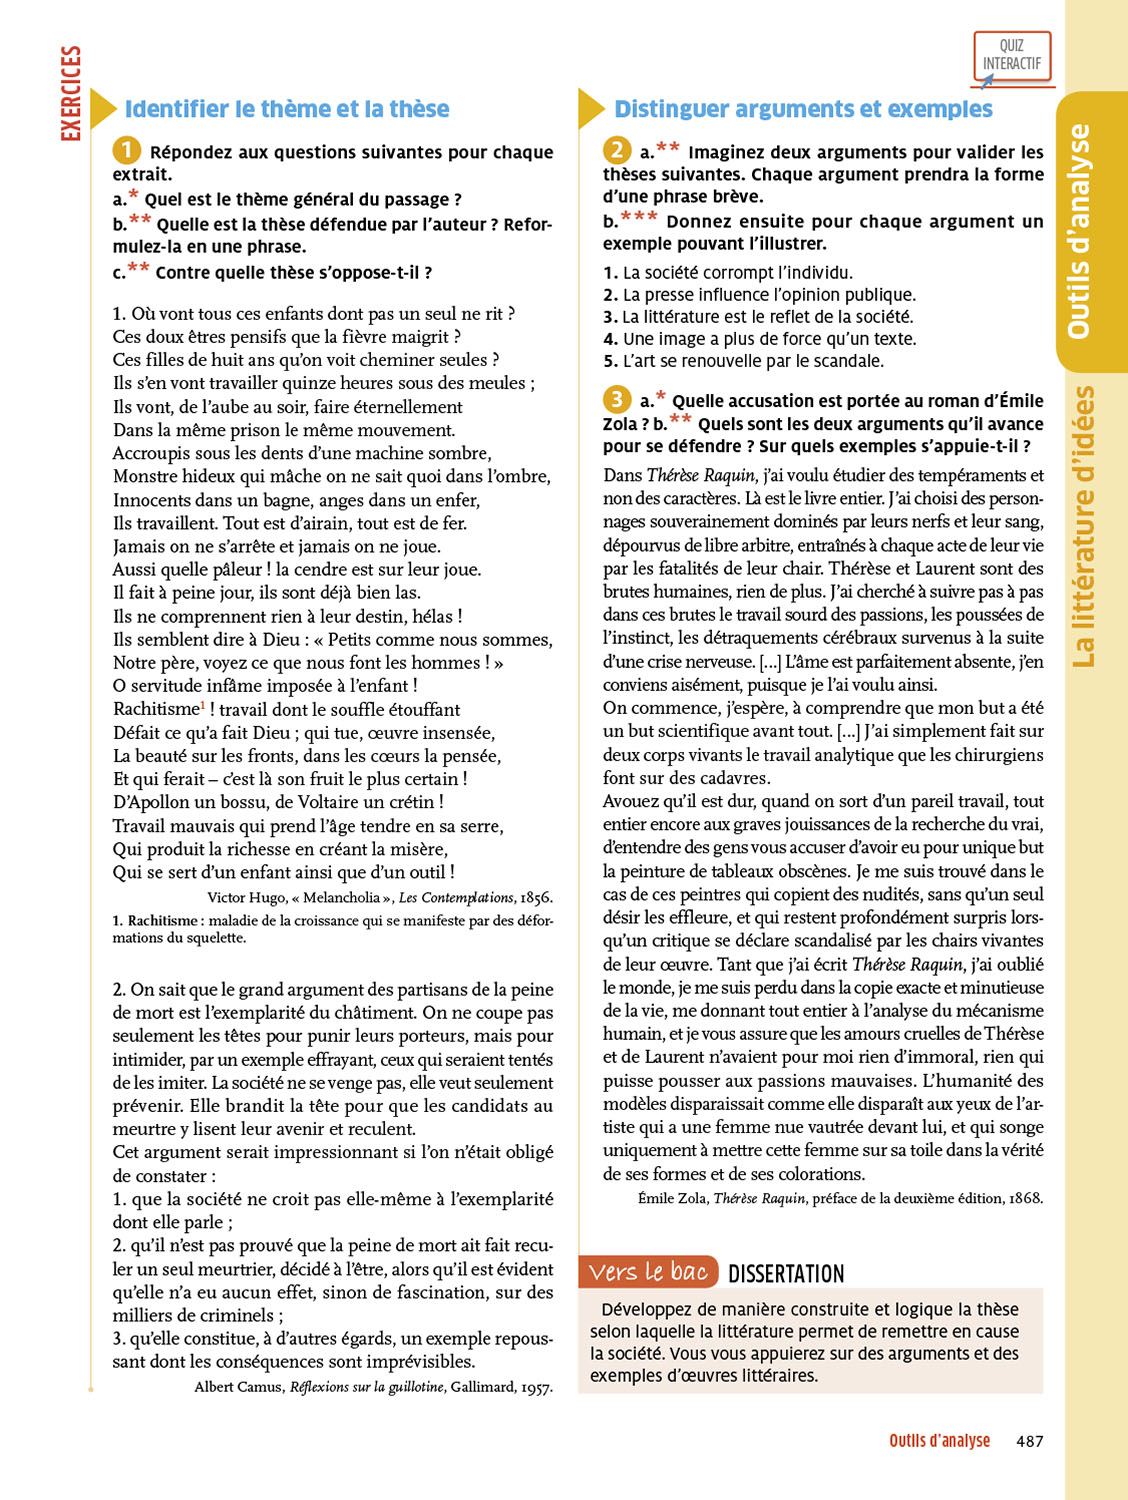 EXERCICES
Identifier le thème et la thèse
1 Répondez aux questions suivantes pour chaque
extrait.
a.* Quel est le thème général du passage ?
b.** Quelle est la thèse défendue par l'auteur ? Refor-
mulez-la en une phrase.
c.** Contre quelle thèse s'oppose-t-il ?
1. Où vont tous ces enfants dont pas un seul ne rit ?
Ces doux êtres pensifs que la fièvre maigrit ?
Ces filles de huit ans qu'on voit cheminer seules ?
Ils s'en vont travailler quinze heures sous des meules ;
Ils vont, de l'aube au soir, faire éternellement
Dans la même prison le même mouvement.
Accroupis sous les dents d'une machine sombre,
Monstre hideux qui mâche on ne sait quoi dans l'ombre,
Innocents dans un bagne, anges dans un enfer,
Ils travaillent. Tout est d'airain, tout est de fer.
Jamais on ne s'arrête et jamais on ne joue.
Aussi quelle pâleur ! la cendre est sur leur joue.
Il fait à peine jour, ils sont déjà bien las.
Ils ne comprennent rien à leur destin, hélas !
Ils semblent dire à Dieu : « Petits comme nous sommes,
Notre père, voyez ce que nous font les hommes ! »
O servitude infâme imposée à l'enfant !
Rachitisme1 ! travail dont le souffle étouffant
Défait ce qu'a fait Dieu ; qui tue, œuvre insensée,
La beauté sur les fronts, dans les cœurs la pensée,
Et qui ferait – c'est là son fruit le plus certain !
D'Apollon un bossu, de Voltaire un crétin !
Travail mauvais qui prend l'âge tendre en sa serre,
Qui produit la richesse en créant la misère,
Qui se sert d'un enfant ainsi que d'un outil !
Victor Hugo, « Melancholia », Les Contemplations, 1856.
1. Rachitisme : maladie de la croissance qui se manifeste par des défor-
mations du squelette.
2. On sait que le grand argument des partisans de la peine
de mort est l'exemplarité du châtiment. On ne coupe pas
seulement les têtes pour punir leurs porteurs, mais pour
intimider, par un exemple effrayant, ceux qui seraient tentés
de les imiter. La société ne se venge pas, elle veut seulement
prévenir. Elle brandit la tête pour que les candidats au
meurtre y lisent leur avenir et reculent.
Cet argument serait impressionnant si l'on n'était obligé
de constater :
1. que la société ne croit pas elle-même à l'exemplarité
dont elle parle ;
2. qu'il n'est pas prouvé que la peine de mort ait fait recu-
ler un seul meurtrier, décidé à l'être, alors qu'il est évident
qu'elle n'a eu aucun effet, sinon de fascination, sur des
milliers de criminels ;
3. qu'elle constitue, à d'autres égards, un exemple repous-
sant dont les conséquences sont imprévisibles.
Albert Camus, Réflexions sur la guillotine, Gallimard, 1957.
QUIZ
INTERACTIF
Distinguer arguments et exemples
2 a.** Imaginez deux arguments pour valider les
thèses suivantes. Chaque argument prendra la forme
d'une phrase brève.
b.*** Donnez ensuite pour chaque argument un
exemple pouvant l'illustrer.
1. La société corrompt l'individu.
2. La presse influence l'opinion publique.
3. La littérature est le reflet de la société.
4. Une image a plus de force qu'un texte.
5. L'art se renouvelle par le scandale.
3 a.* Quelle accusation est portée au roman d'Émile
Zola ? b.** Quels sont les deux arguments qu'il avance
pour se défendre ? Sur quels exemples s'appuie-t-il ?
Dans Thérèse Raquin, j'ai voulu étudier des tempéraments et
non des caractères. Là est le livre entier. J'ai choisi des person-
nages souverainement dominés par leurs nerfs et leur sang,
dépourvus de libre arbitre, entraînés à chaque acte de leur vie
par les fatalités de leur chair. Thérèse et Laurent sont des
brutes humaines, rien de plus. J'ai cherché à suivre pas à pas
dans ces brutes le travail sourd des passions, les poussées de
l'instinct, les détraquements cérébraux survenus à la suite
d'une crise nerveuse. [...] L'âme est parfaitement absente, j'en
conviens aisément, puisque je l'ai voulu ainsi.
On commence, j'espère, à comprendre que mon but a été
un but scientifique avant tout. [...] J'ai simplement fait sur
deux corps vivants le travail analytique que les chirurgiens
font sur des cadavres.
Avouez qu'il est dur, quand on sort d'un pareil travail, tout
entier encore aux graves jouissances de la recherche du vrai,
d'entendre des gens vous accuser d'avoir eu pour unique but
la peinture de tableaux obscènes. Je me suis trouvé dans le
cas de ces peintres qui copient des nudités, sans qu'un seul
désir les effleure, et qui restent profondément surpris lors-
qu'un critique se déclare scandalisé par les chairs vivantes
de leur œuvre. Tant que j'ai écrit Thérèse Raquin, j'ai oublié
le monde, je me suis perdu dans la copie exacte et minutieuse
de la vie, me donnant tout entier à l'analyse du mécanisme
humain, et je vous assure que les amours cruelles de Thérèse
et de Laurent n'avaient pour moi rien d'immoral, rien qui
puisse pousser aux passions mauvaises. L'humanité des
modèles disparaissait comme elle disparaît aux yeux de l'ar-
tiste qui a une femme nue vautrée devant lui, et qui songe
uniquement à mettre cette femme sur sa toile dans la vérité
de ses formes et de ses colorations.
Émile Zola, Thérèse Raquin, préface de la deuxième édition, 1868.
Vers le bac DISSERTATION
Développez de manière construite et logique la thèse
selon laquelle la littérature permet de remettre en cause
la société. Vous vous appuierez sur des arguments et des
exemples d'œuvres littéraires.
Outils d'analyse
La littérature d'idées
Outils d'analyse 487